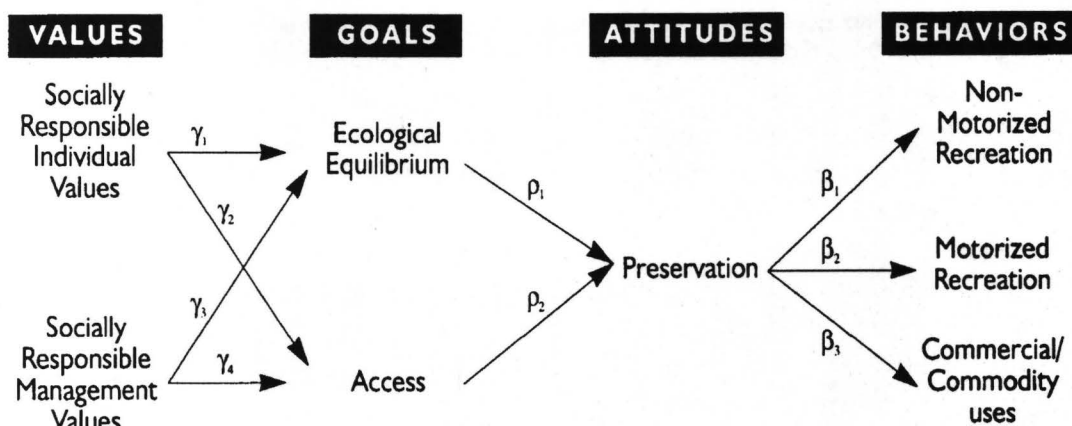 VALUES
GOALS
ATTITUDES
BEHAVIORS
Socially
Responsible
Individual
Values
γ₁
γ₂
γ₃
γ₄
Socially
Responsible
Management
Values
Ecological
Equilibrium
Access
ρ₁
ρ₂
Preservation
β₁
β₂
β₃
Non-
Motorized
Recreation
Motorized
Recreation
Commercial/
Commodity
uses